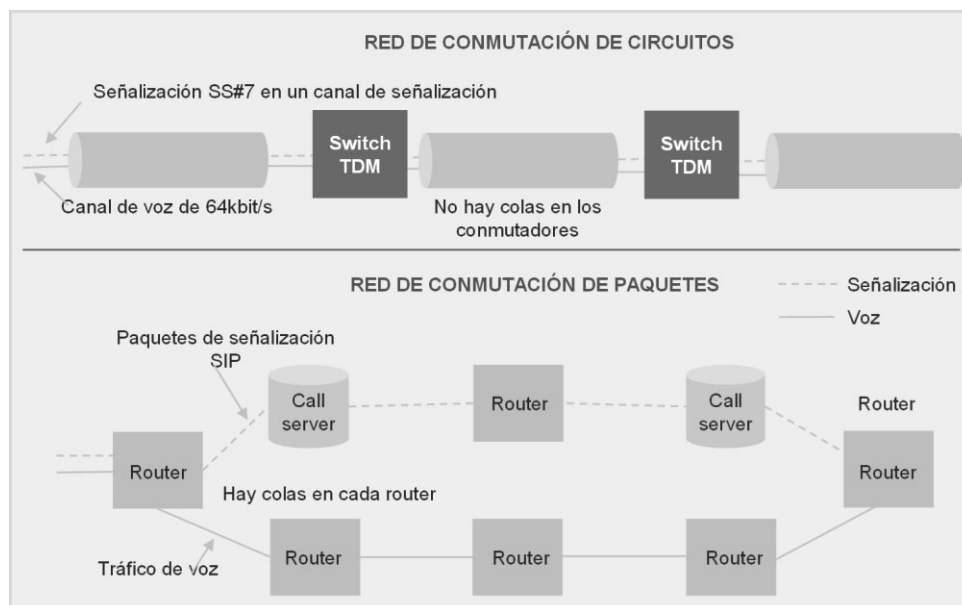 RED DE CONMUTACIÓN DE CIRCUITOS
Señalización SS#7 en un canal de señalización
Switch
TDM
Switch
TDM
Canal de voz de 64kbit/s
No hay colas en los
conmutadores
RED DE CONMUTACIÓN DE PAQUETES
Señalización
Voz
Paquetes de señalización
SIP
Call
server
Router
Call
server
Router
Router
Router
Hay colas en cada router
Router
Router
Router
Tráfico de voz